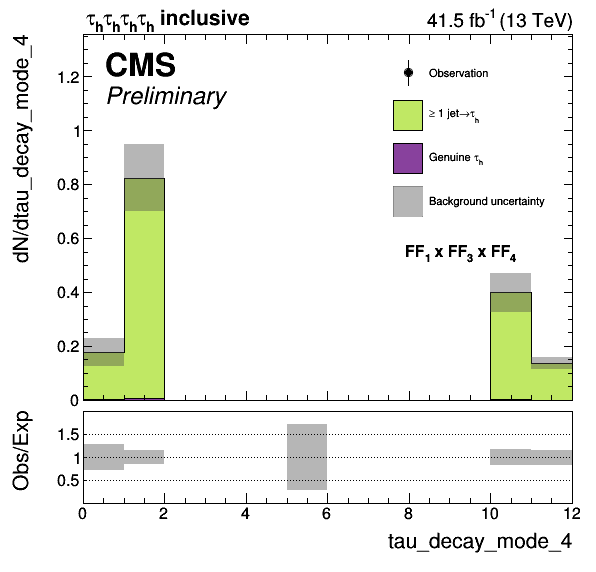 τhτhτhτh inclusive
41.5 fb-1 (13 TeV)
dN/dtau_decay_mode_4
CMS
Preliminary
Observation
≥ 1 jet→τh
Genuine τh
Background uncertainty
FF1 x FF3 x FF4
1.2
1
0.8
0.6
0.4
0.2
0
Obs/Exp
1.5
1
0.5
0 2 4 6 8 10 12
tau_decay_mode_4